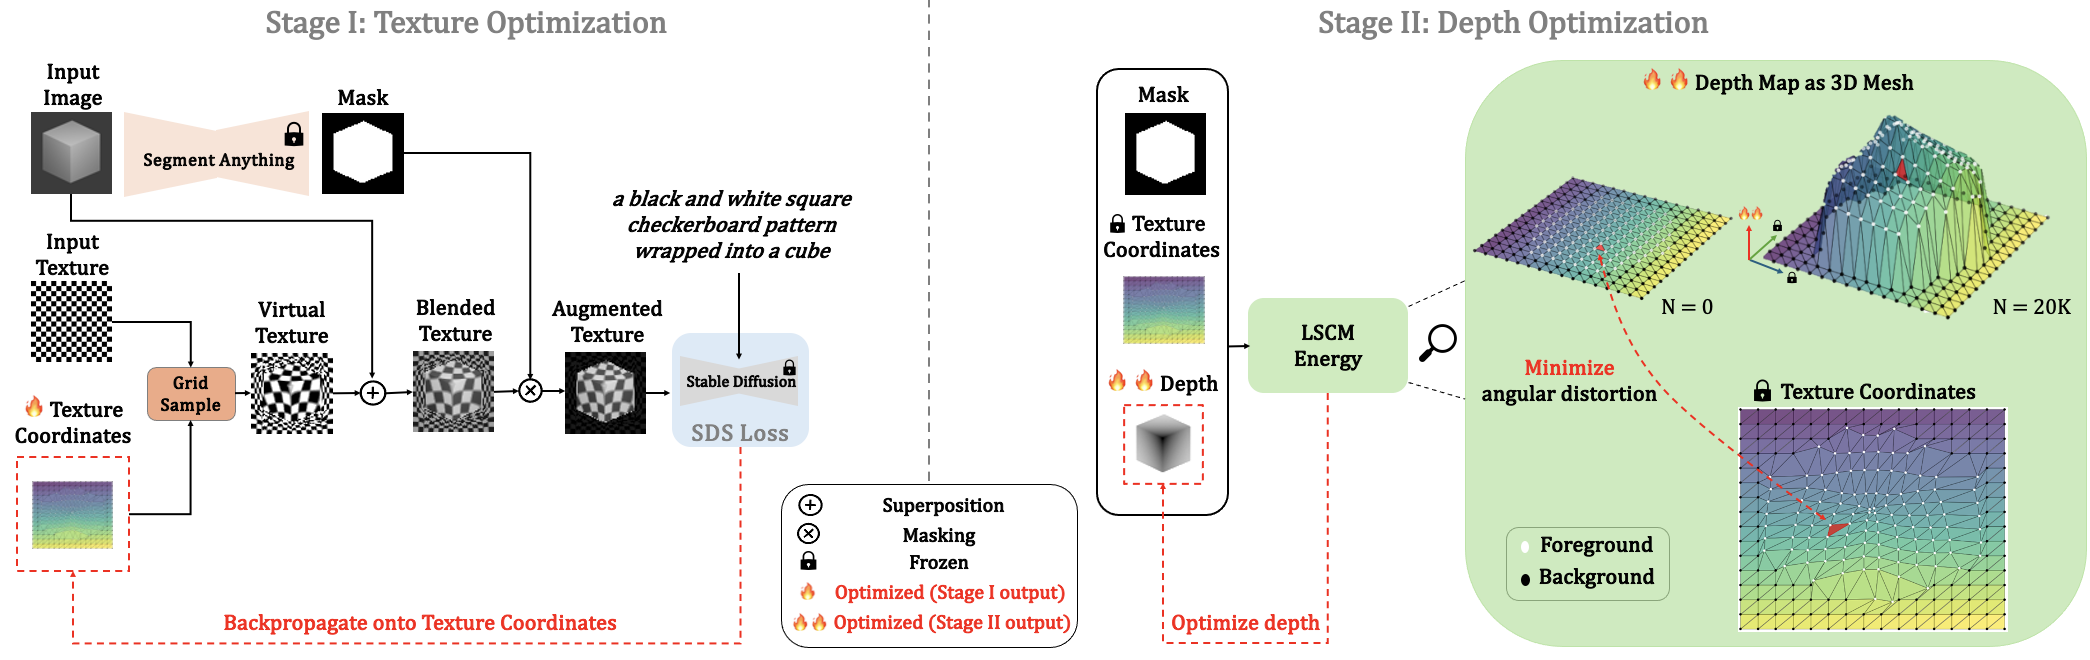 Stage I: Texture Optimization
Input
Image
Segment Anything
Mask
a black and white square
checkerboard pattern
wrapped into a cube
Input
Texture
Virtual
Texture
Blended
Texture
Augmented
Texture
Grid
Sample
Stable Diffusion
SDS Loss
Texture
Coordinates
Backpropagate onto Texture Coordinates
Superposition
Masking
Frozen
Optimized (Stage I output)
Optimized (Stage II output)
Stage II: Depth Optimization
Mask
Texture
Coordinates
Depth
LSCM
Energy
Optimize depth
Depth Map as 3D Mesh
N = 0
N = 20K
Minimize
angular distortion
Texture Coordinates
Foreground
Background